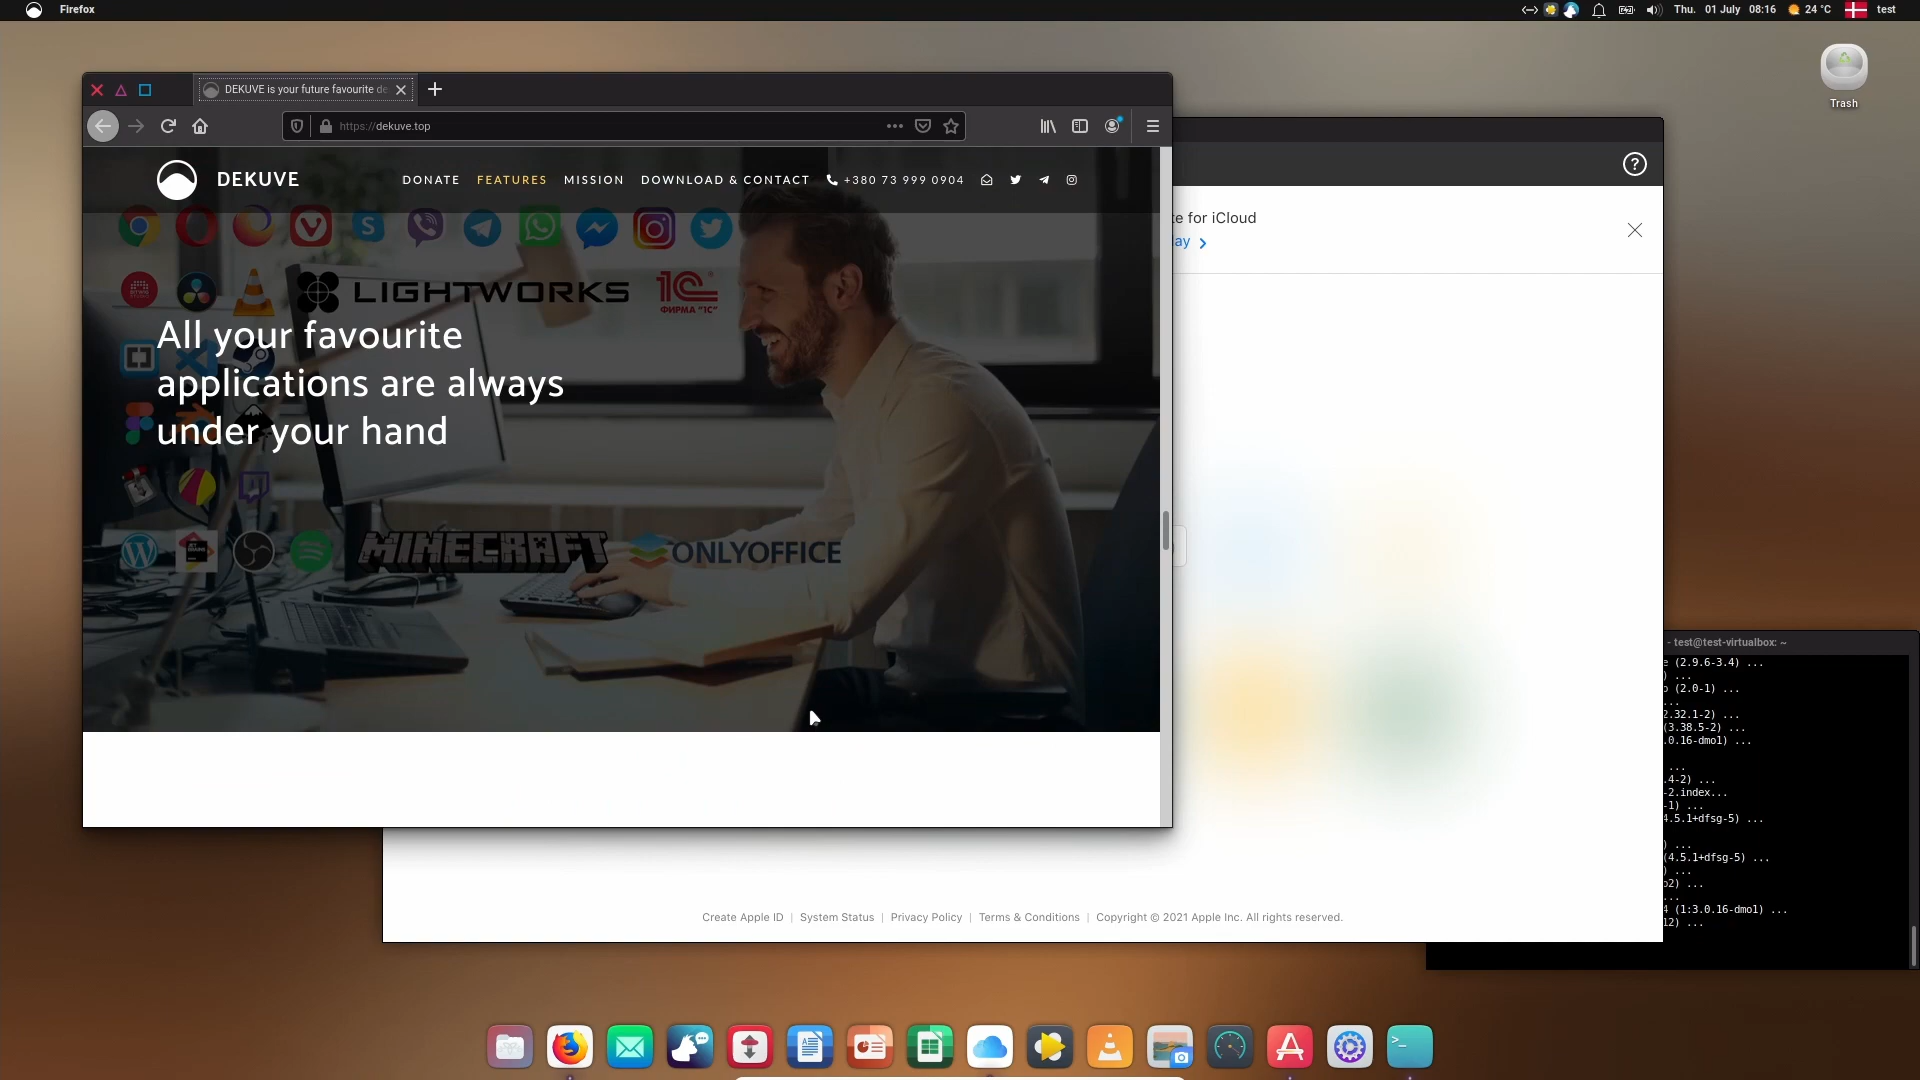 Firefox
Thu. 01 July 08:16 24 °C test
Trash
DEKUVE is your future favourite de
https://dekuve.top
DEKUVE DONATE FEATURES MISSION DOWNLOAD & CONTACT +380 73 999 0904
LIGHTWORKS 1C
ФИРМА "1С"
All your favourite
applications are always
under your hand
MINECRAFT ONLYOFFICE
te for iCloud
ay
Create Apple ID | System Status | Privacy Policy | Terms & Conditions | Copyright © 2021 Apple Inc. All rights reserved.
- test@test-virtualbox: ~
e (2.9.6-3.4) ...
) ...
o (2.0-1) ...
...
2.32.1-2) ...
(3.38.5-2) ...
.0.16-dmo1) ...
...
.4-2) ...
-2.index...
-1) ...
4.5.1+dfsg-5) ...
) ...
(4.5.1+dfsg-5) ...
) ...
o2) ...
...
4 (1:3.0.16-dmo1) ...
12) ...
>_